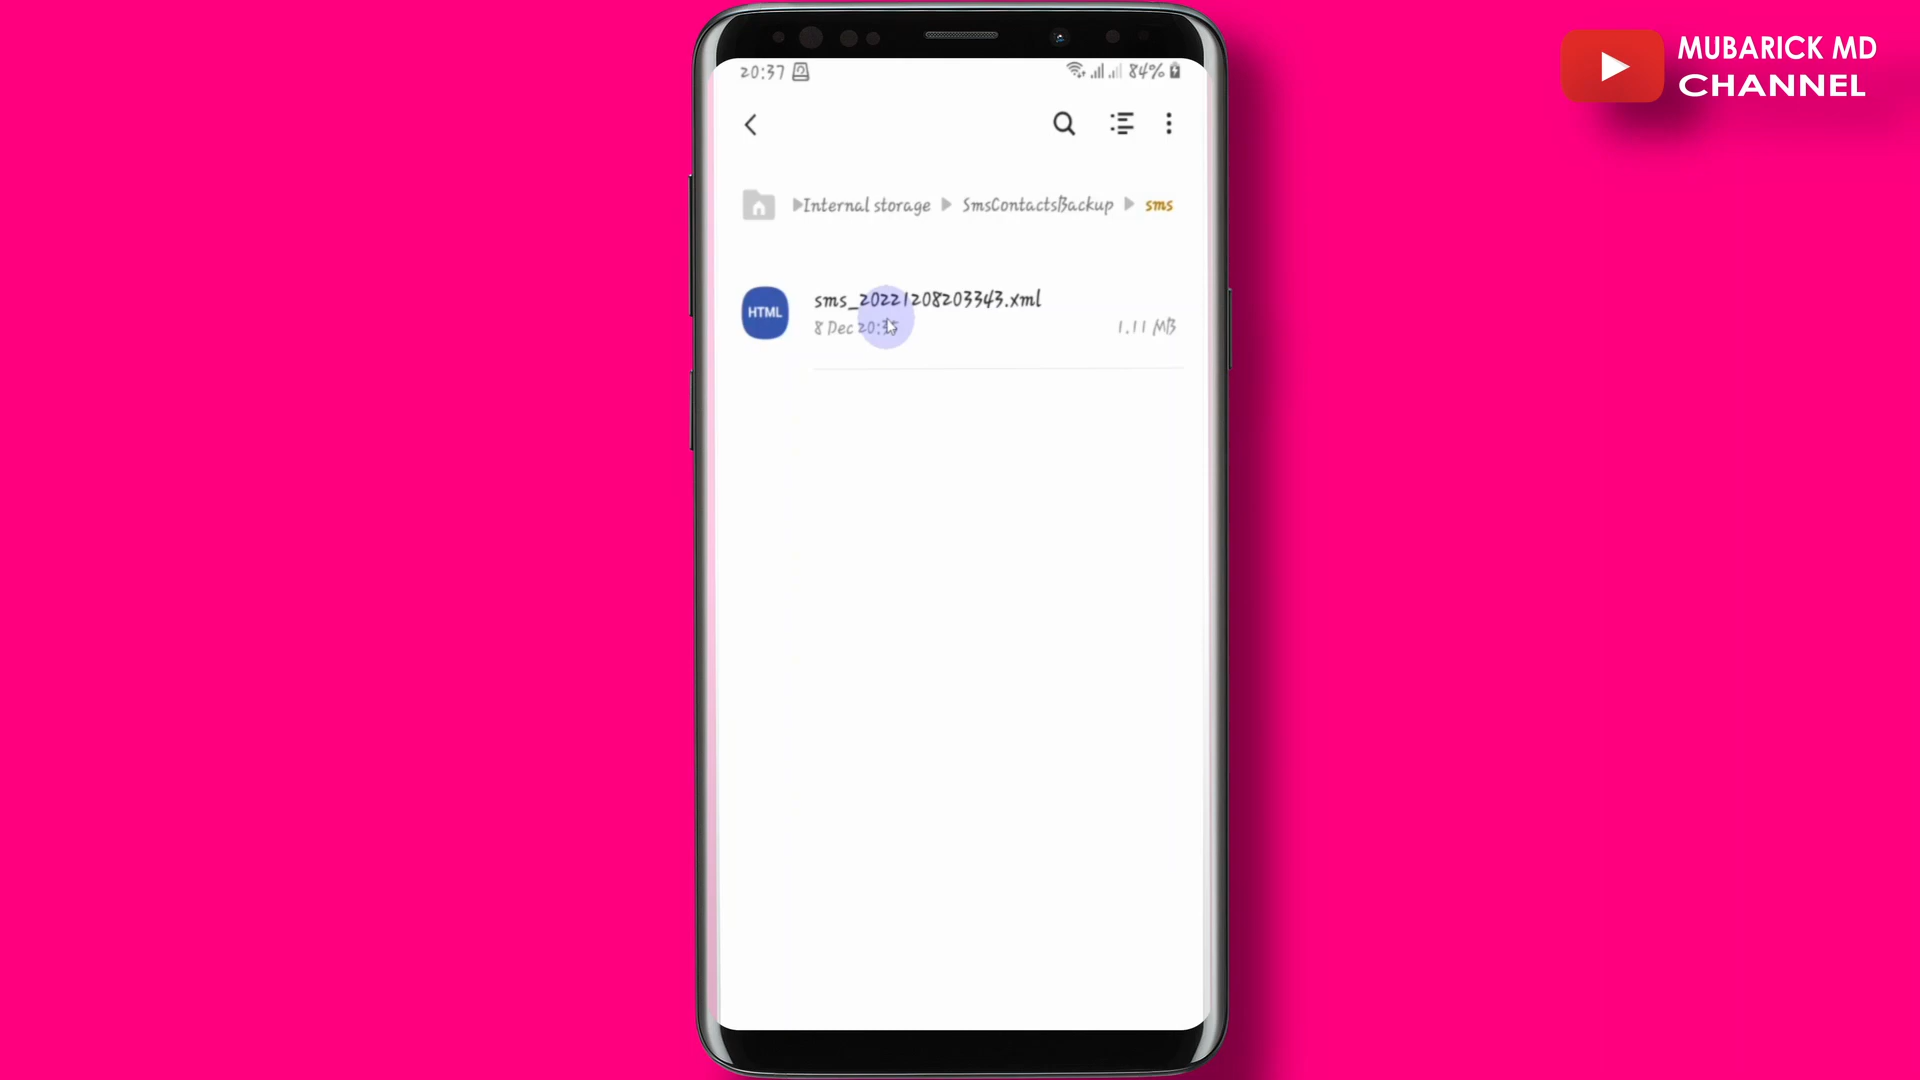 MUBARICK MD
CHANNEL
20:37
84%
Internal storage
SmsContactsBackup
sms
HTML
sms_20221208203343.xml
8 Dec
1.11 MB